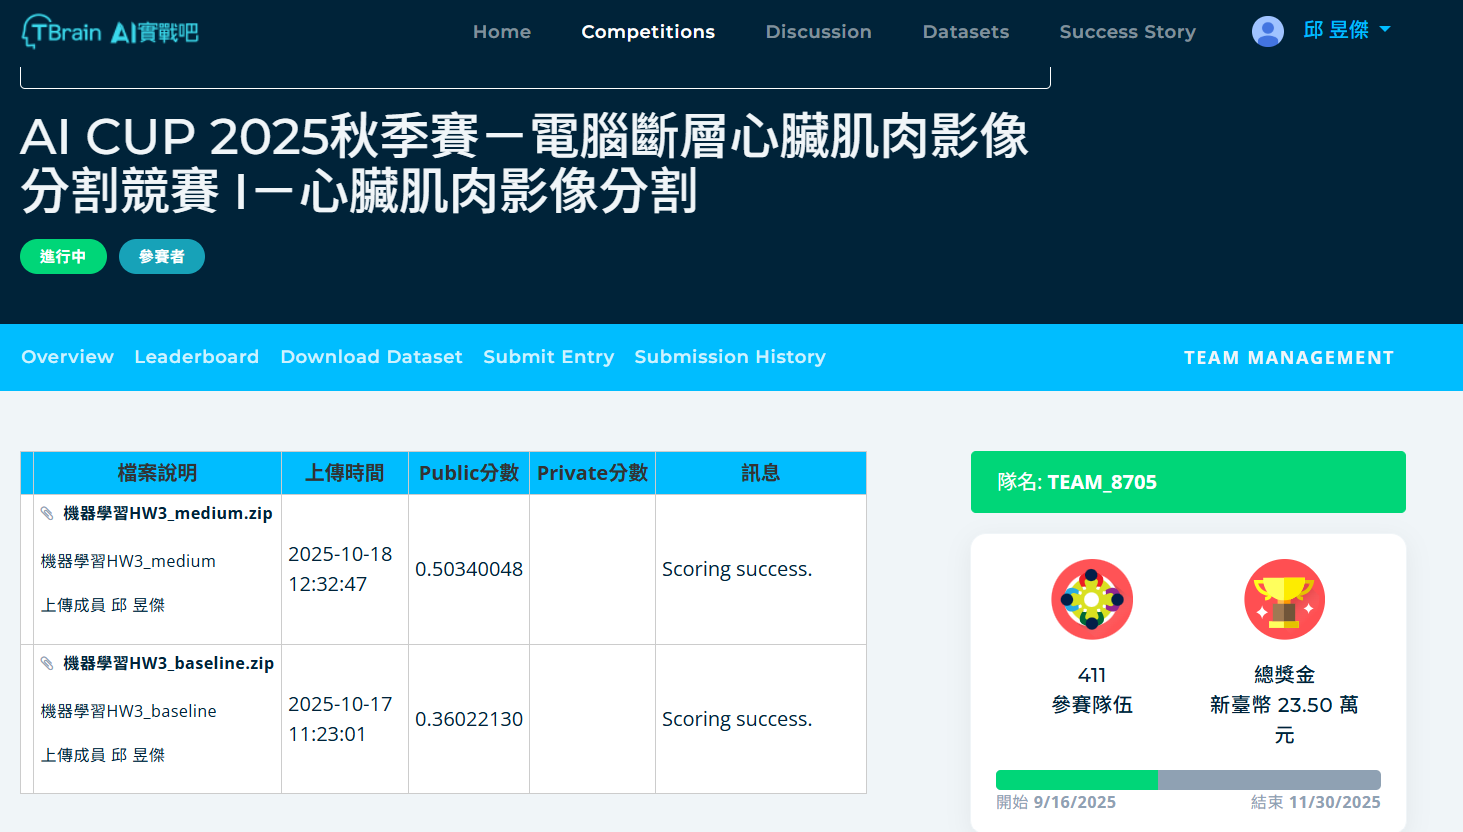 TBrain AI實戰吧
Home
Competitions
Discussion
Datasets
Success Story
邱 昱傑
AI CUP 2025秋季賽－電腦斷層心臟肌肉影像
分割競賽 I－心臟肌肉影像分割
進行中
參賽者
Overview
Leaderboard
Download Dataset
Submit Entry
Submission History
TEAM MANAGEMENT
檔案說明
上傳時間
Public分數
Private分數
訊息
機器學習HW3_medium.zip
機器學習HW3_medium
上傳成員 邱 昱傑
2025-10-18
12:32:47
0.50340048
Scoring success.
機器學習HW3_baseline.zip
機器學習HW3_baseline
上傳成員 邱 昱傑
2025-10-17
11:23:01
0.36022130
Scoring success.
隊名: TEAM_8705
411
參賽隊伍
總獎金
新臺幣 23.50 萬
元
開始 9/16/2025
結束 11/30/2025